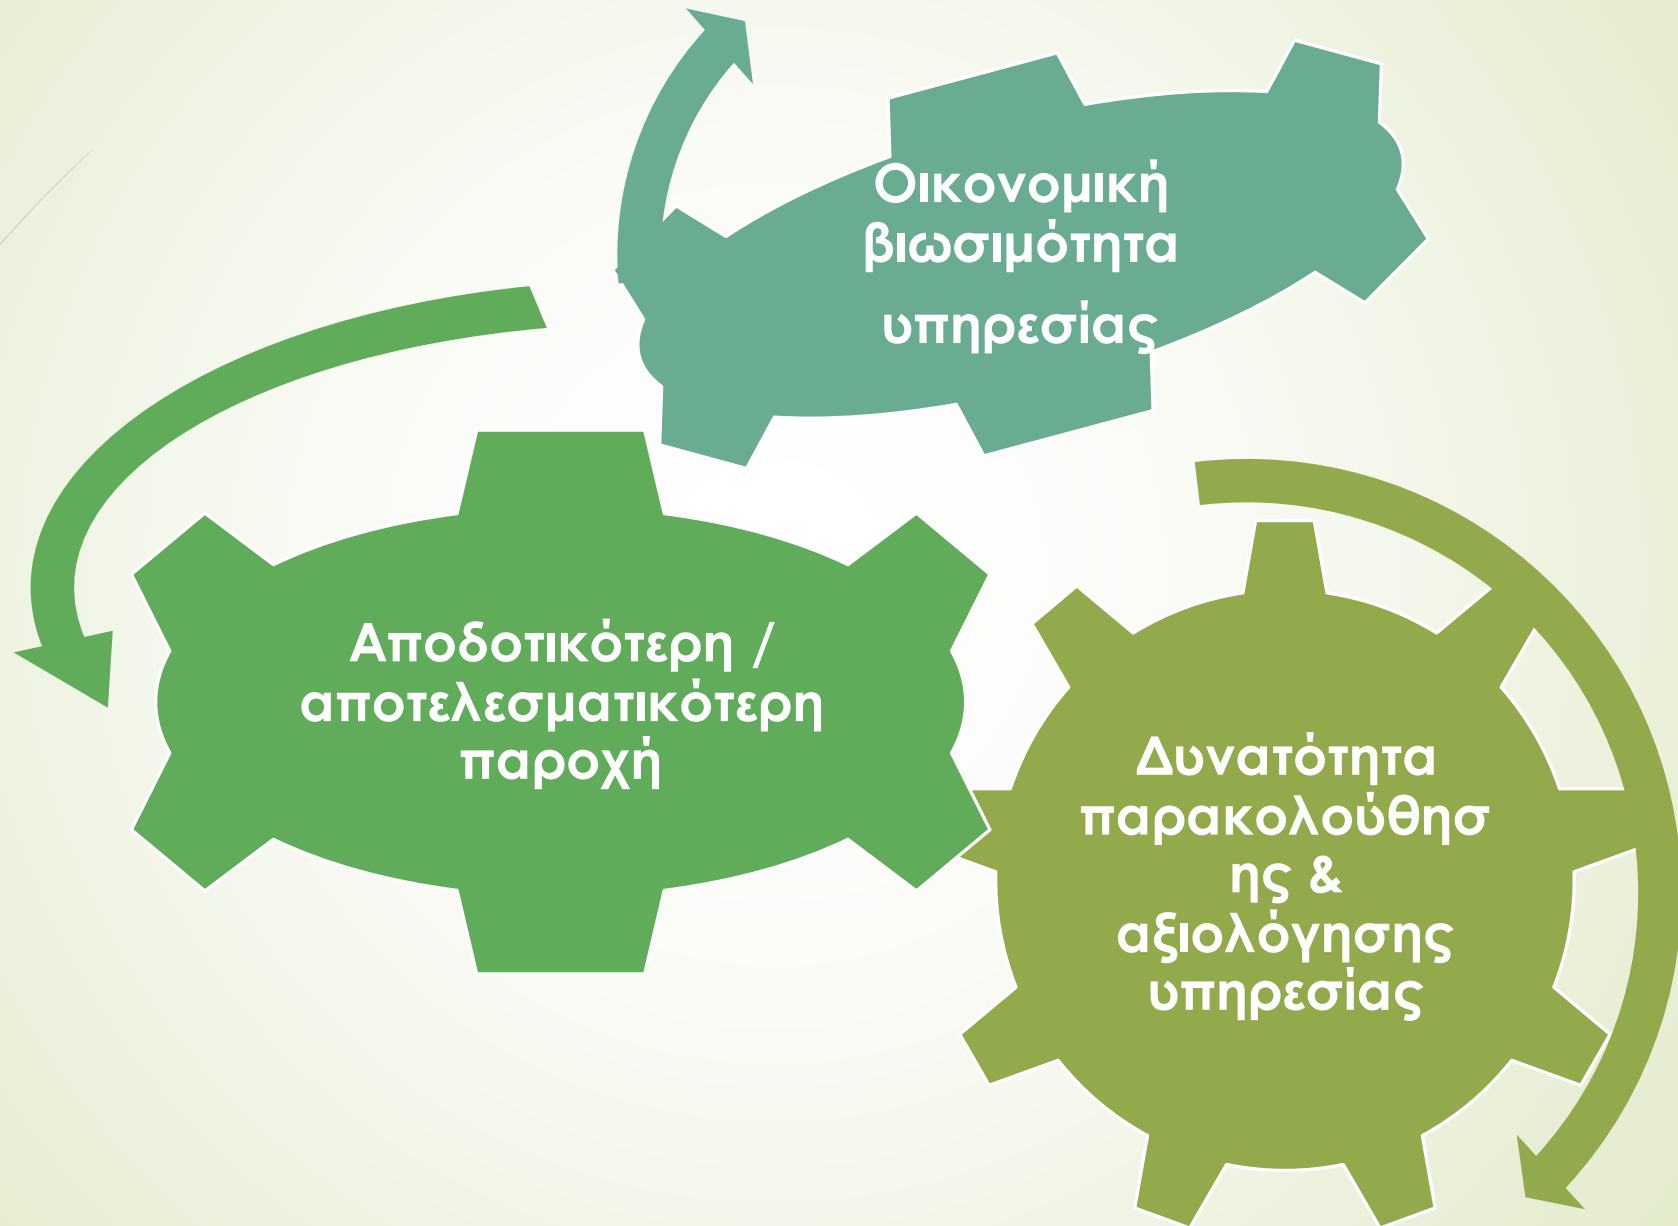 Οικονομική
βιωσιμότητα
υπηρεσίας
Αποδοτικότερη /
αποτελεσματικότερη
παροχή
Δυνατότητα
παρακολούθησ
ης &
αξιολόγησης
υπηρεσίας